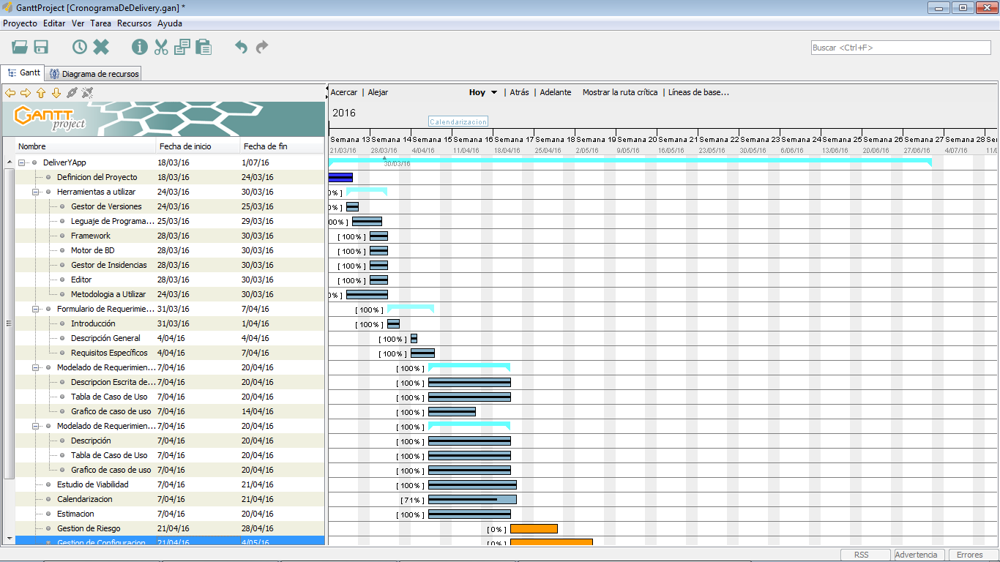 GanttProject [CronogramaDeDelivery.gan] *
Proyecto Editar Ver Tarea Recursos Ayuda
Buscar <Ctrl+F>
Gantt Diagrama de recursos
Acercar | Alejar Hoy | Atrás | Adelante Mostrar la ruta crítica | Líneas de base...
GANTT project
2016
Calendarizacion
Nombre Fecha de inicio Fecha de fin
Semana 13 Semana 14 Semana 15 Semana 16 Semana 17 Semana 18 Semana 19 Semana 20 Semana 21 Semana 22 Semana 23 Semana 24 Semana 25 Semana 26 Semana 27 Semana 28 Se
21/03/16 28/03/16 4/04/16 11/04/16 18/04/16 25/04/16 2/05/16 9/05/16 16/05/16 23/05/16 30/05/16 6/06/16 13/06/16 20/06/16 27/06/16 4/07/16 11/0
DeliverYApp 18/03/16 1/07/16 30/03/16
Definicion del Proyecto 18/03/16 24/03/16
Herramientas a utilizar 24/03/16 30/03/16 0% ]
Gestor de Versiones 24/03/16 25/03/16 0% ]
Leguaje de Programa... 25/03/16 29/03/16 00% ]
Framework 28/03/16 30/03/16 [ 100% ]
Motor de BD 28/03/16 30/03/16 [ 100% ]
Gestor de Insidencias 28/03/16 30/03/16 [ 100% ]
Editor 28/03/16 30/03/16 [ 100% ]
Metodologia a Utilizar 24/03/16 30/03/16 0% ]
Formulario de Requerimie... 31/03/16 7/04/16 [ 100% ]
Introducción 31/03/16 1/04/16 [ 100% ]
Descripción General 4/04/16 4/04/16 [ 100% ]
Requisitos Específicos 4/04/16 7/04/16 [ 100% ]
Modelado de Requerimien... 7/04/16 20/04/16 [ 100% ]
Descripcion Escrita de... 7/04/16 20/04/16 [ 100% ]
Tabla de Caso de Uso 7/04/16 20/04/16 [ 100% ]
Grafico de caso de uso 7/04/16 14/04/16 [ 100% ]
Modelado de Requerimien... 7/04/16 20/04/16 [ 100% ]
Descripción 7/04/16 20/04/16 [ 100% ]
Tabla de Caso de Uso 7/04/16 20/04/16 [ 100% ]
Grafico de caso de uso 7/04/16 20/04/16 [ 100% ]
Estudio de Viabilidad 7/04/16 21/04/16 [ 100% ]
Calendarizacion 7/04/16 21/04/16 [ 71% ]
Estimacion 7/04/16 20/04/16 [ 100% ]
Gestion de Riesgo 21/04/16 28/04/16 [ 0% ]
Gestion de Configuracion 21/04/16 4/05/16 [ 0% ]
RSS Advertencia Errores